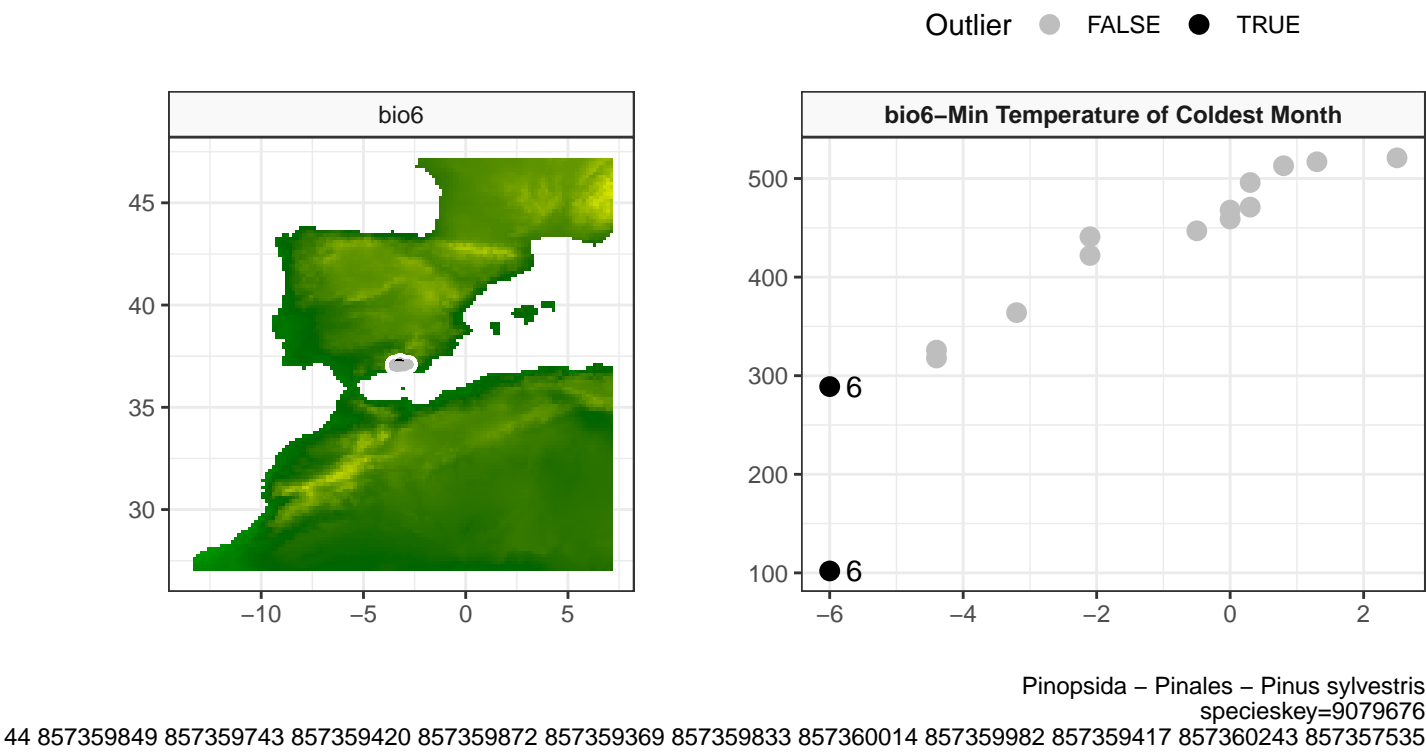 Outlier FALSE TRUE
bio6
45
40
35
30
−10 −5 0 5
bio6−Min Temperature of Coldest Month
500
400
300
200
100
6
6
−6 −4 −2 0 2
Pinopsida − Pinales − Pinus sylvestris
specieskey=9079676
44 857359849 857359743 857359420 857359872 857359369 857359833 857360014 857359982 857359417 857360243 857357535